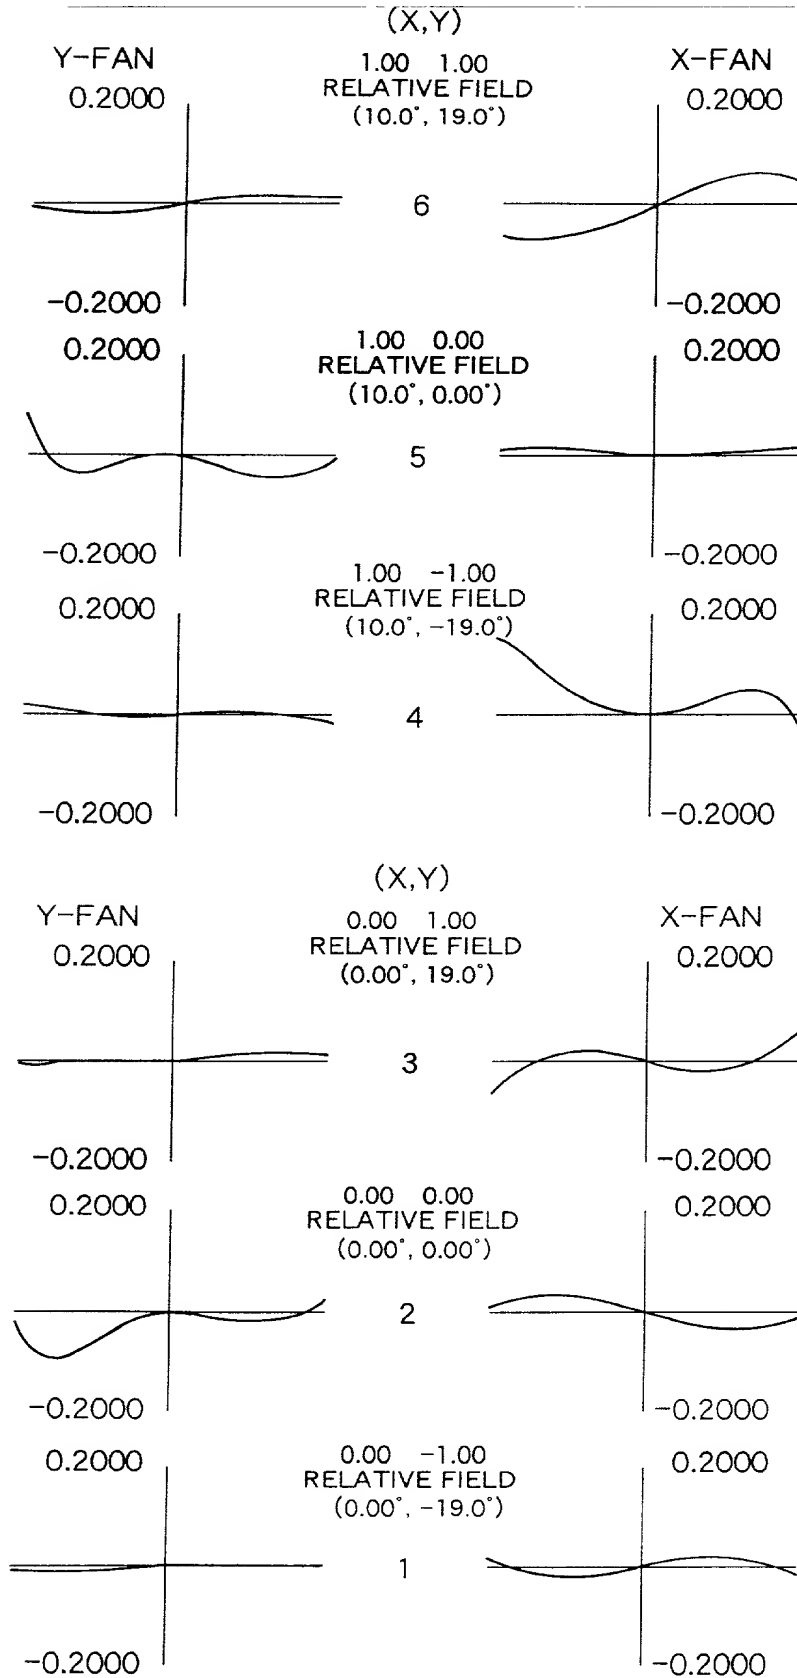 (X,Y)
Y-FAN 1.00 1.00 X-FAN
0.2000 RELATIVE FIELD 0.2000
(10.0°, 19.0°)
6
-0.2000 -0.2000
1.00 0.00
0.2000 RELATIVE FIELD 0.2000
(10.0°, 0.00°)
5
-0.2000 -0.2000
1.00 -1.00
0.2000 RELATIVE FIELD 0.2000
(10.0°, -19.0°)
4
-0.2000 -0.2000
(X,Y)
Y-FAN 0.00 1.00 X-FAN
0.2000 RELATIVE FIELD 0.2000
(0.00°, 19.0°)
3
-0.2000 -0.2000
0.00 0.00
0.2000 RELATIVE FIELD 0.2000
(0.00°, 0.00°)
2
-0.2000 -0.2000
0.00 -1.00
0.2000 RELATIVE FIELD 0.2000
(0.00°, -19.0°)
1
-0.2000 -0.2000